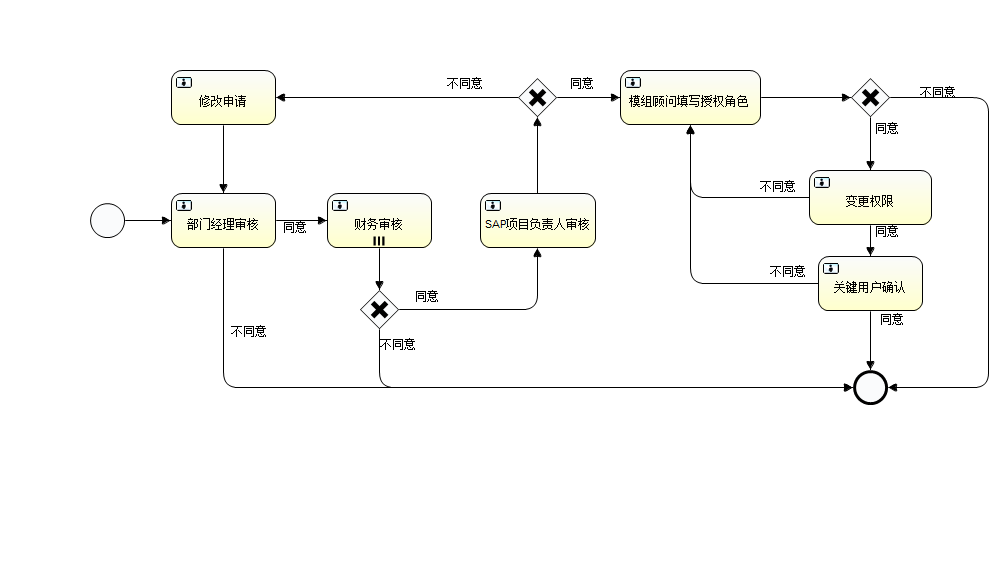 不同意
同意
修改申请
模组顾问填写授权角色
不同意
同意
不同意
变更权限
部门经理审核
同意
财务审核
SAP项目负责人审核
同意
不同意
关键用户确认
同意
同意
不同意
不同意